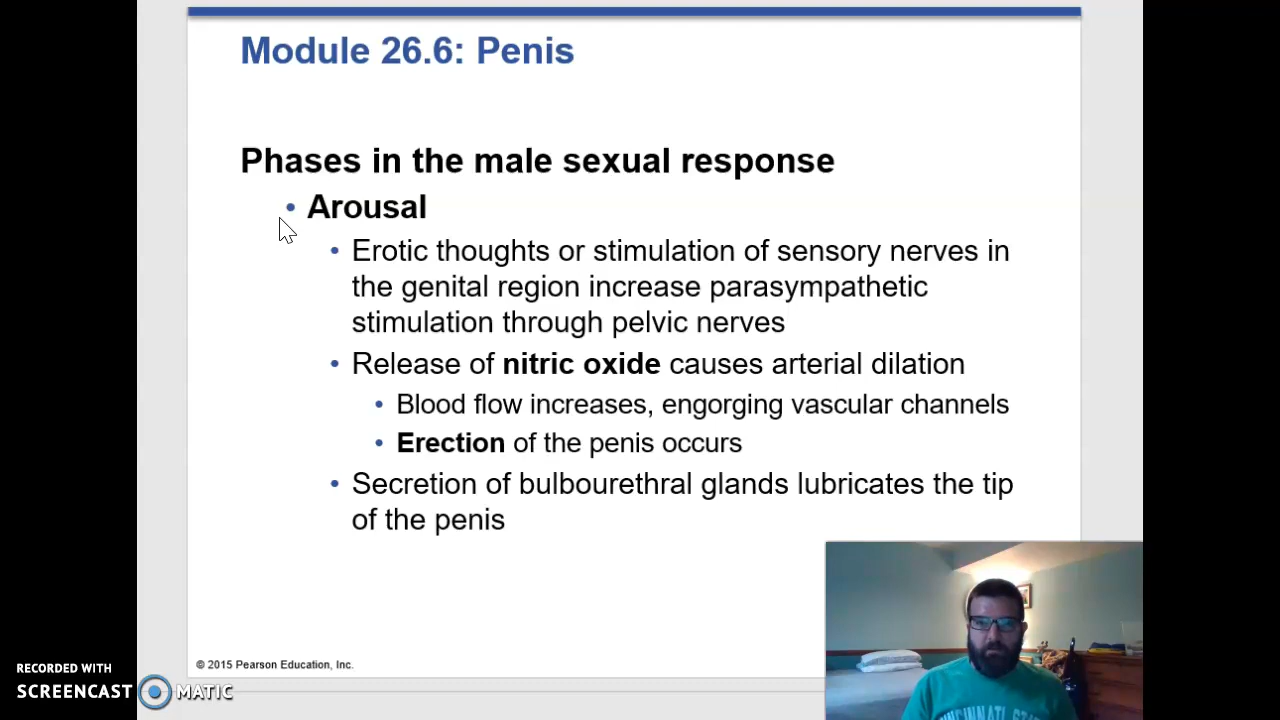 Module 26.6: Penis
Phases in the male sexual response
• Arousal
• Erotic thoughts or stimulation of sensory nerves in
the genital region increase parasympathetic
stimulation through pelvic nerves
• Release of nitric oxide causes arterial dilation
• Blood flow increases, engorging vascular channels
• Erection of the penis occurs
• Secretion of bulbourethral glands lubricates the tip
of the penis
© 2015 Pearson Education, Inc.
RECORDED WITH
SCREENCAST MATIC
CINCINNATI STATE